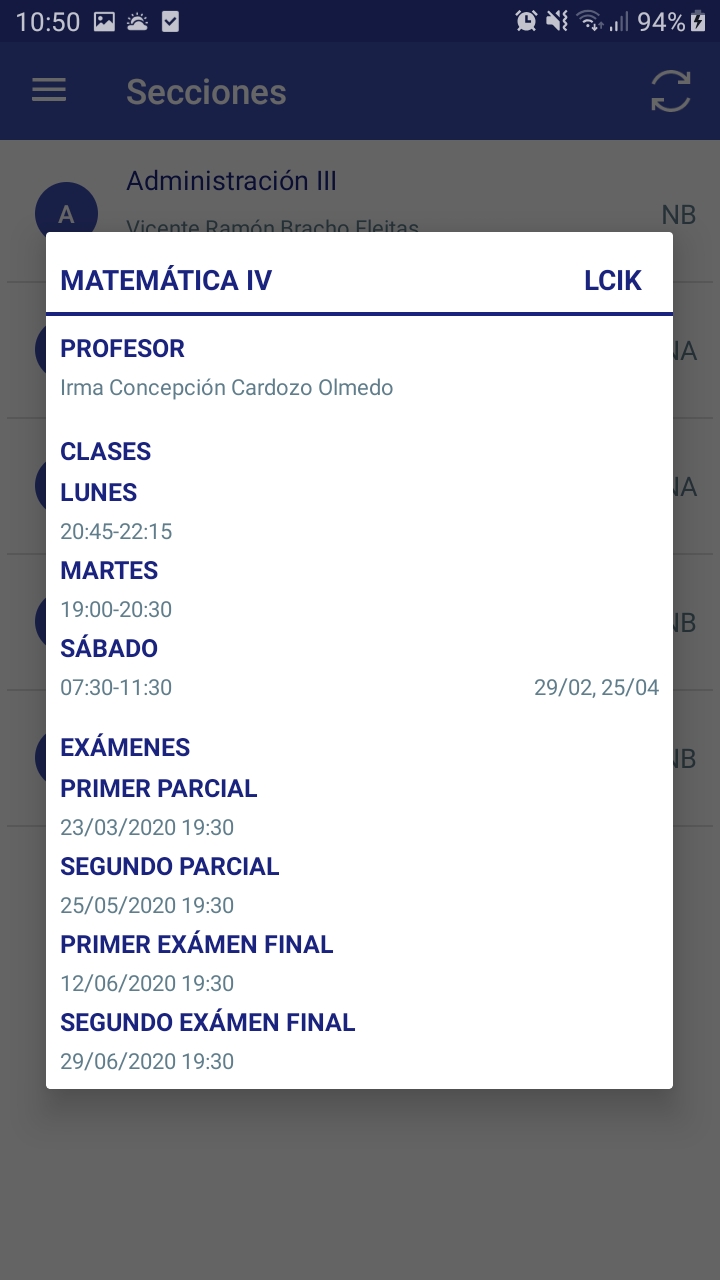 10:50 94%
Secciones
Administración III
A NB
Vicente Ramón Bracho Fleitas
MATEMÁTICA IV LCIK
PROFESOR
Irma Concepción Cardozo Olmedo
NA
CLASES
LUNES
NA
20:45-22:15
MARTES
19:00-20:30
NB
SÁBADO
07:30-11:30 29/02, 25/04
EXÁMENES
NB
PRIMER PARCIAL
23/03/2020 19:30
SEGUNDO PARCIAL
25/05/2020 19:30
PRIMER EXÁMEN FINAL
12/06/2020 19:30
SEGUNDO EXÁMEN FINAL
29/06/2020 19:30